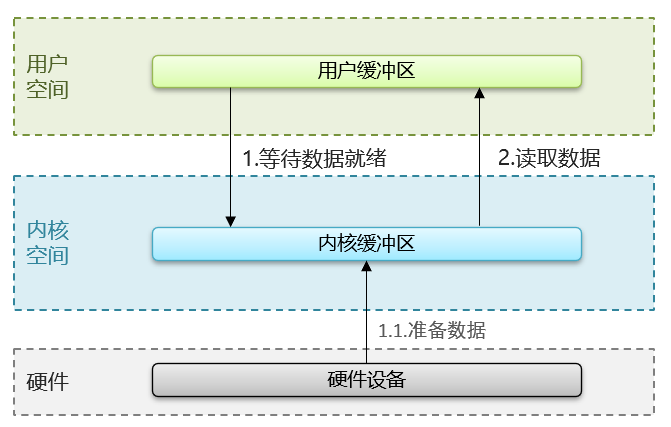 用户
空间
用户缓冲区
1.等待数据就绪
2.读取数据
内核
空间
内核缓冲区
1.1.准备数据
硬件
硬件设备